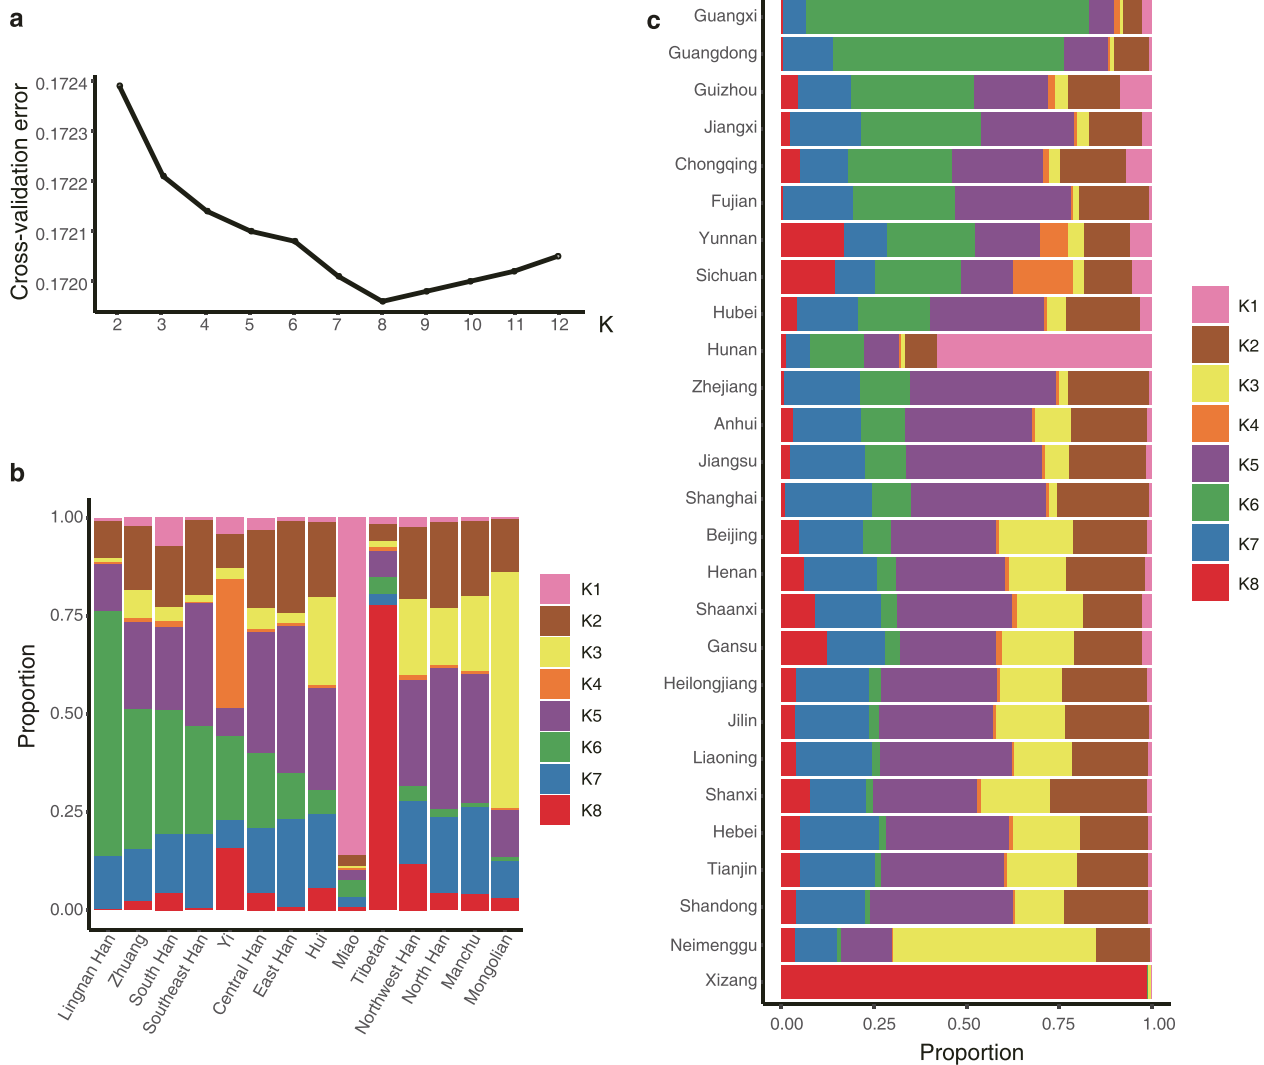 a
Cross-validation error
0.1724
0.1723
0.1722
0.1721
0.1720
2 3 4 5 6 7 8 9 10 11 12 K
b
Proportion
1.00
0.75
0.50
0.25
0.00
Lingnan Han
Zhuang
South Han
Southeast Han
Yi
Central Han
East Han
Hui
Miao
Tibetan
Northwest Han
North Han
Manchu
Mongolian
K1
K2
K3
K4
K5
K6
K7
K8
c
Guangxi
Guangdong
Guizhou
Jiangxi
Chongqing
Fujian
Yunnan
Sichuan
Hubei
Hunan
Zhejiang
Anhui
Jiangsu
Shanghai
Beijing
Henan
Shaanxi
Gansu
Heilongjiang
Jilin
Liaoning
Shanxi
Hebei
Tianjin
Shandong
Neimenggu
Xizang
0.00 0.25 0.50 0.75 1.00
Proportion
K1
K2
K3
K4
K5
K6
K7
K8